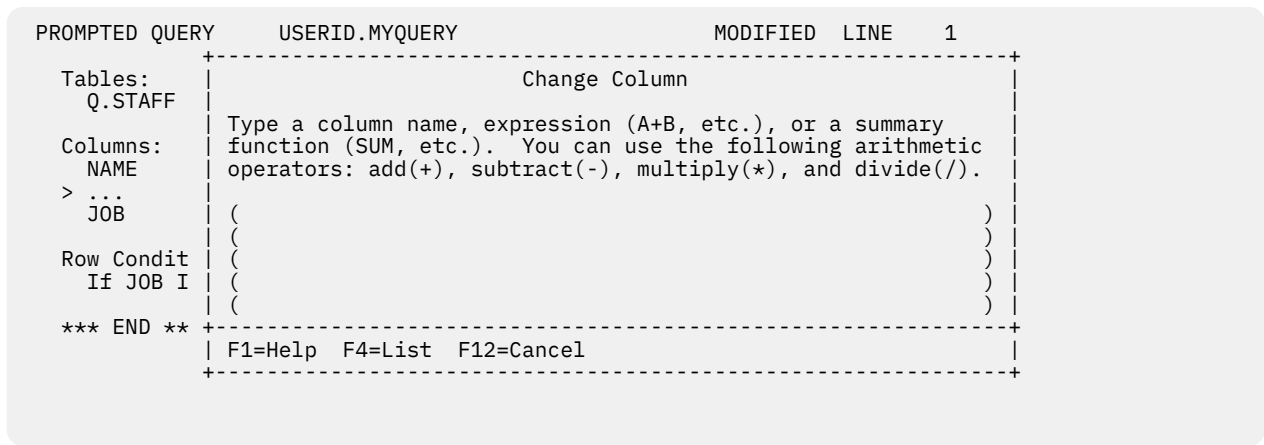 PROMPTED QUERY     USERID.MYQUERY                    MODIFIED  LINE    1
             +--------------------------------------------------------------+
  Tables:    |                        Change Column                         |
    Q.STAFF  |                                                              |
             | Type a column name, expression (A+B, etc.), or a summary     |
  Columns:   | function (SUM, etc.).  You can use the following arithmetic  |
    NAME     | operators: add(+), subtract(-), multiply(*), and divide(/).  |
  > ...      |                                                              |
    JOB      | (                                                          ) |
             | (                                                          ) |
  Row Condit | (                                                          ) |
    If JOB I | (                                                          ) |
             | (                                                          ) |
  *** END ** +--------------------------------------------------------------+
             | F1=Help  F4=List  F12=Cancel                                 |
             +--------------------------------------------------------------+